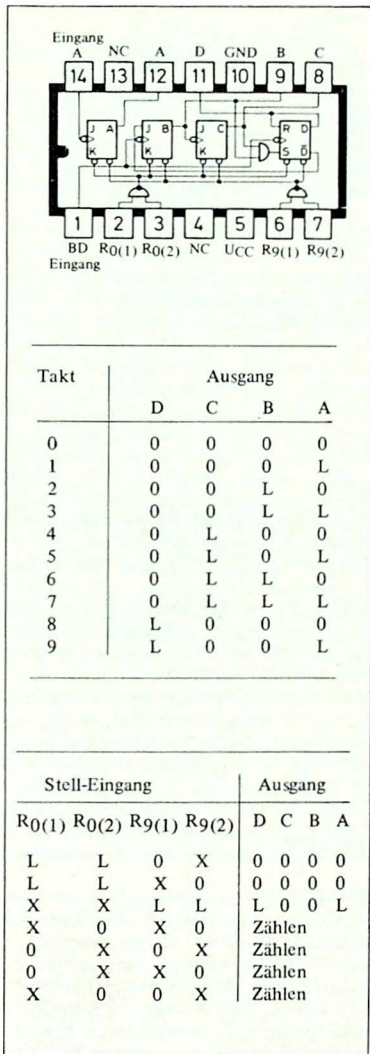 Eingang
A NC A D GND B C
14 13 12 11 10 9 8
J A J B J C R D
K K K S D̄
1 2 3 4 5 6 7
BD R0(1) R0(2) NC UCC R9(1) R9(2)
Eingang
Takt Ausgang
D C B A
0 0 0 0 0
1 0 0 0 L
2 0 0 L 0
3 0 0 L L
4 0 L 0 0
5 0 L 0 L
6 0 L L 0
7 0 L L L
8 L 0 0 0
9 L 0 0 L
Stell-Eingang Ausgang
R0(1) R0(2) R9(1) R9(2) D C B A
L L 0 X 0 0 0 0
L L X 0 0 0 0 0
X X L L L 0 0 L
X 0 X 0 Zählen
0 X 0 X Zählen
0 X X 0 Zählen
X 0 0 X Zählen